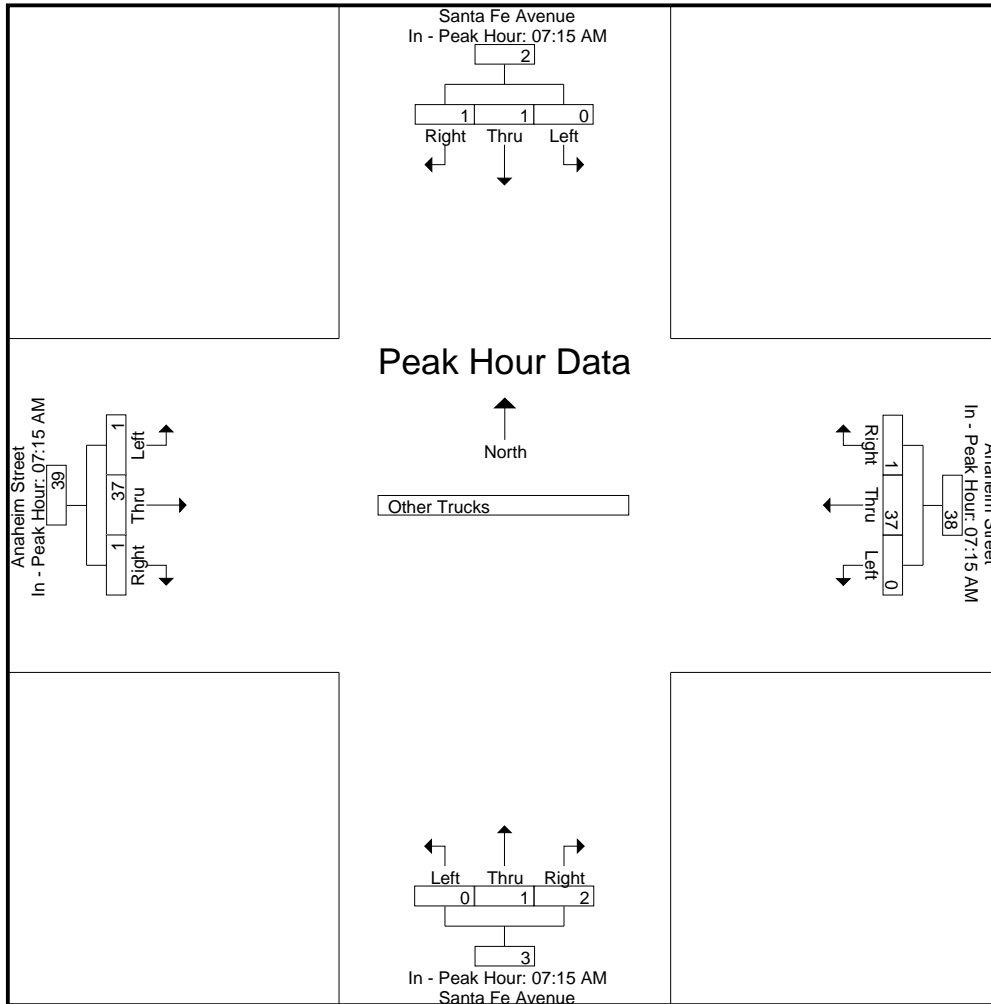 Santa Fe Avenue
In - Peak Hour: 07:15 AM
2
1 1 0
Right Thru Left
Peak Hour Data
North
Other Trucks
Anaheim Street
In - Peak Hour: 07:15 AM
39
1 37 1
Left Thru Right
Anaheim Street
In - Peak Hour: 07:15 AM
38
1 37 0
Right Thru Left
Left Thru Right
0 1 2
3
In - Peak Hour: 07:15 AM
Santa Fe Avenue